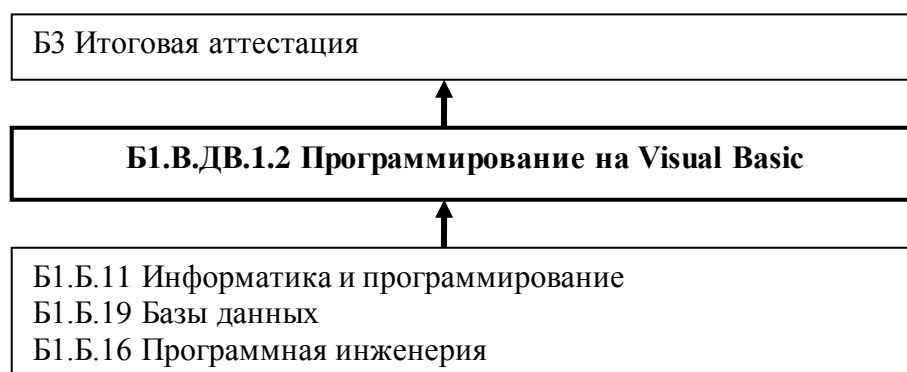 Б3 Итоговая аттестация
Б1.В.ДВ.1.2 Программирование на Visual Basic
Б1.Б.11 Информатика и программирование
Б1.Б.19 Базы данных
Б1.Б.16 Программная инженерия